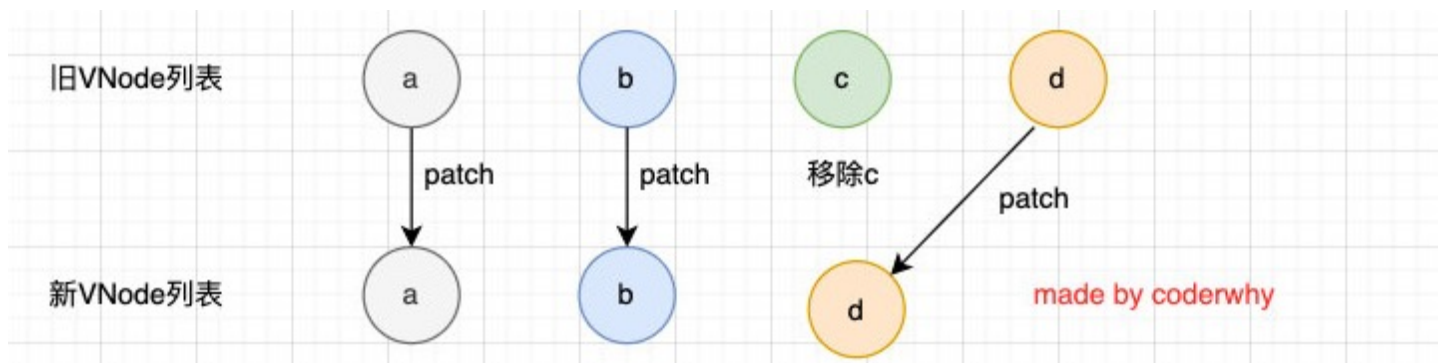 旧VNode列表 a b c d
patch patch 移除c patch
新VNode列表 a b d made by coderwhy